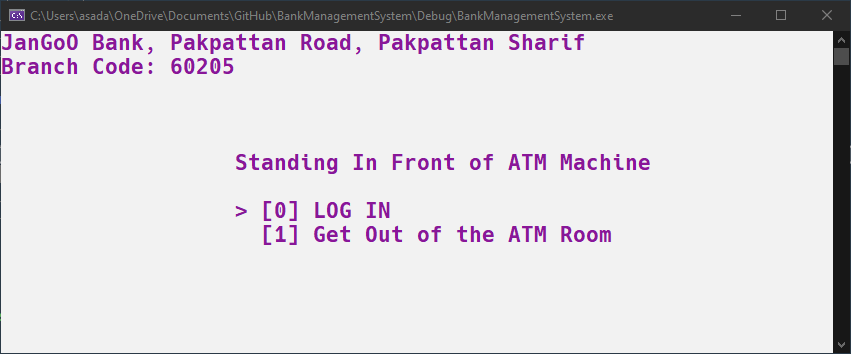 C:\Users\asada\OneDrive\Documents\GitHub\BankManagementSystem\Debug\BankManagementSystem.exe
JanGoO Bank, Pakpattan Road, Pakpattan Sharif
Branch Code: 60205
Standing In Front of ATM Machine
> [0] LOG IN
[1] Get Out of the ATM Room